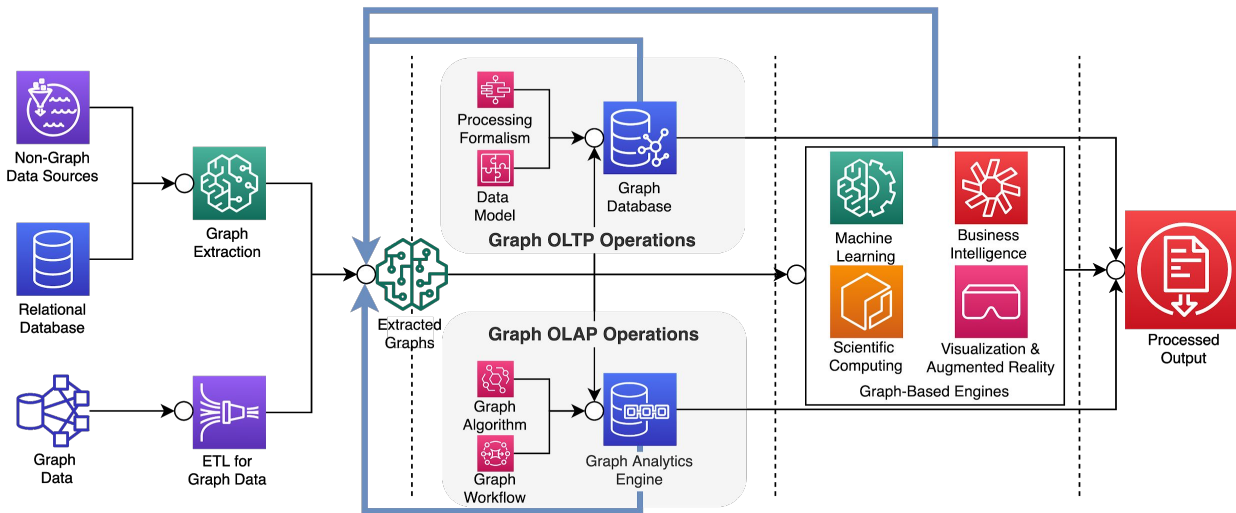 Non-Graph
Data Sources
Relational
Database
Graph
Data
Graph
Extraction
ETL for
Graph Data
Extracted
Graphs
Processing
Formalism
Data
Model
Graph
Database
Graph OLTP Operations
Graph OLAP Operations
Graph
Algorithm
Graph
Workflow
Graph Analytics
Engine
Machine
Learning
Business
Intelligence
Scientific
Computing
Visualization &
Augmented Reality
Graph-Based Engines
Processed
Output